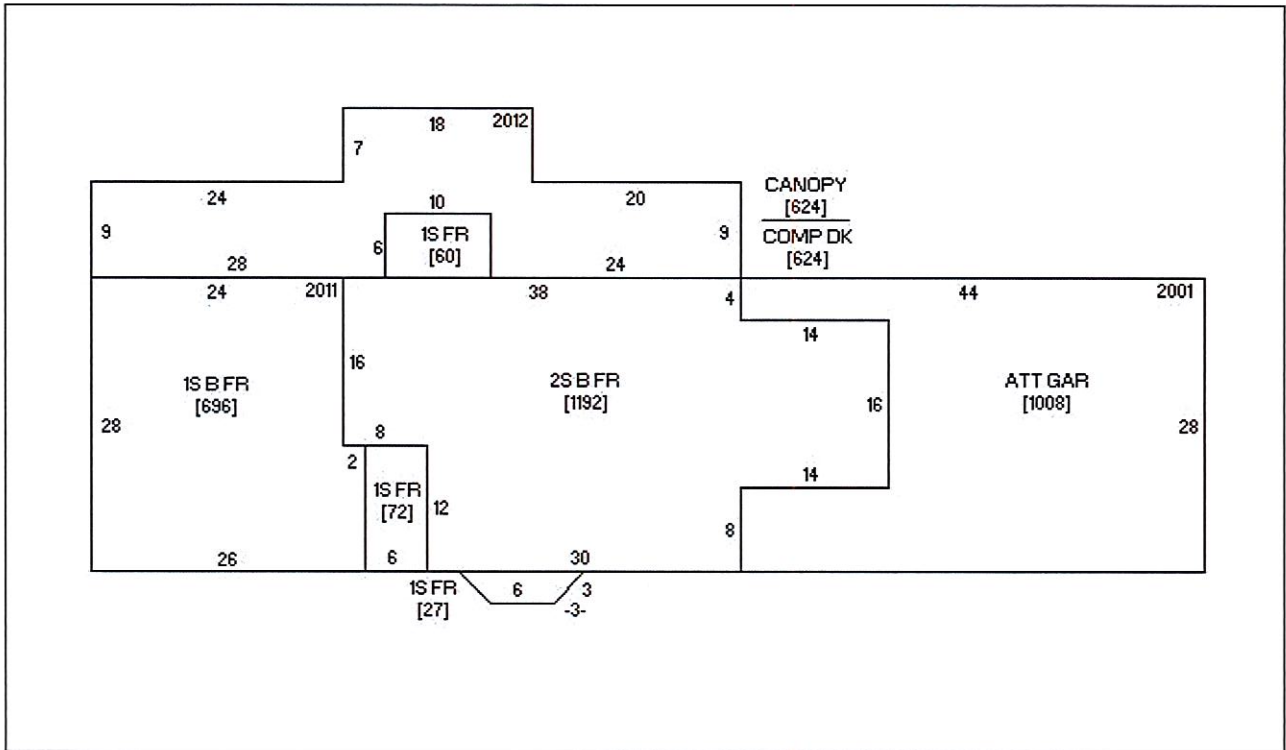 18 2012
7
24 10 20 CANOPY
[624]
9 6 1S FR 9 COMP DK
[60] [624]
28 24
24 2011 38 4 44 2001
14
16
1S B FR 2S B FR ATT GAR
[696] [1192] 16 [1008]
28 28
8
2 14
1S FR
[72] 12
8
26 6 30
1S FR 6 3
[27] -3-